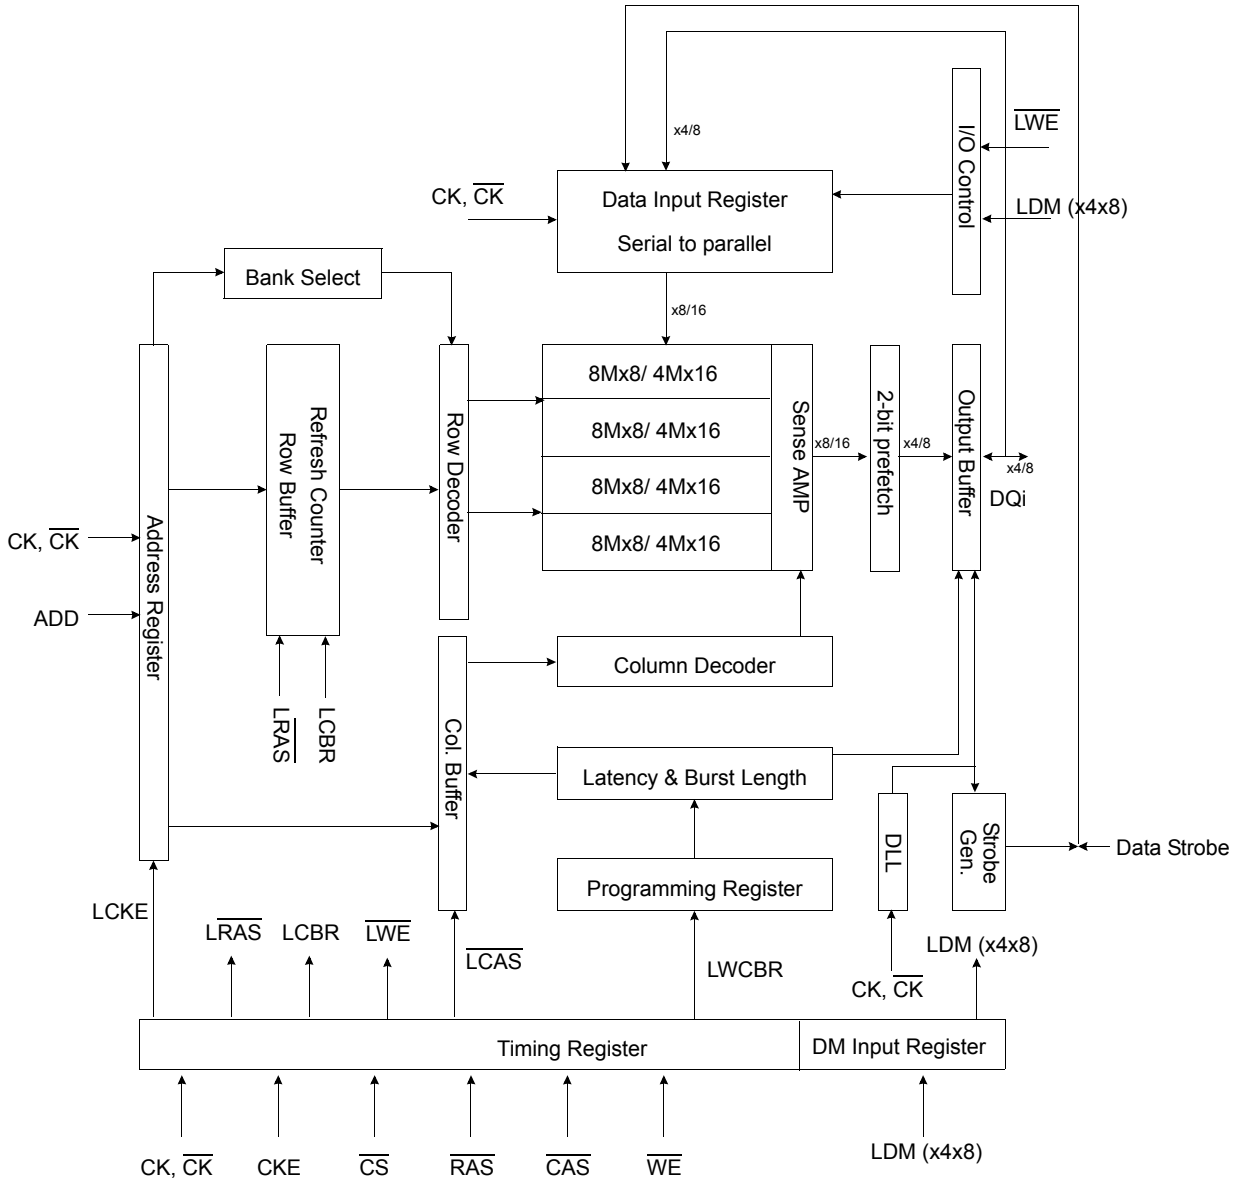 x4/8
I/O Control
LWE
CK, CK
Data Input Register
Serial to parallel
LDM (x4x8)
Bank Select
x8/16
Address Register
Refresh Counter
Row Buffer
Row Decoder
8Mx8/ 4Mx16
8Mx8/ 4Mx16
8Mx8/ 4Mx16
8Mx8/ 4Mx16
Sense AMP
x8/16
2-bit prefetch
x4/8
Output Buffer
x4/8
DQi
CK, CK
ADD
LRAS
LCBR
Col. Buffer
Column Decoder
Latency & Burst Length
DLL
Strobe
Gen.
Data Strobe
Programming Register
LCKE
LRAS
LCBR
LWE
LCAS
LWCBR
CK, CK
LDM (x4x8)
Timing Register
DM Input Register
CK, CK
CKE
CS
RAS
CAS
WE
LDM (x4x8)